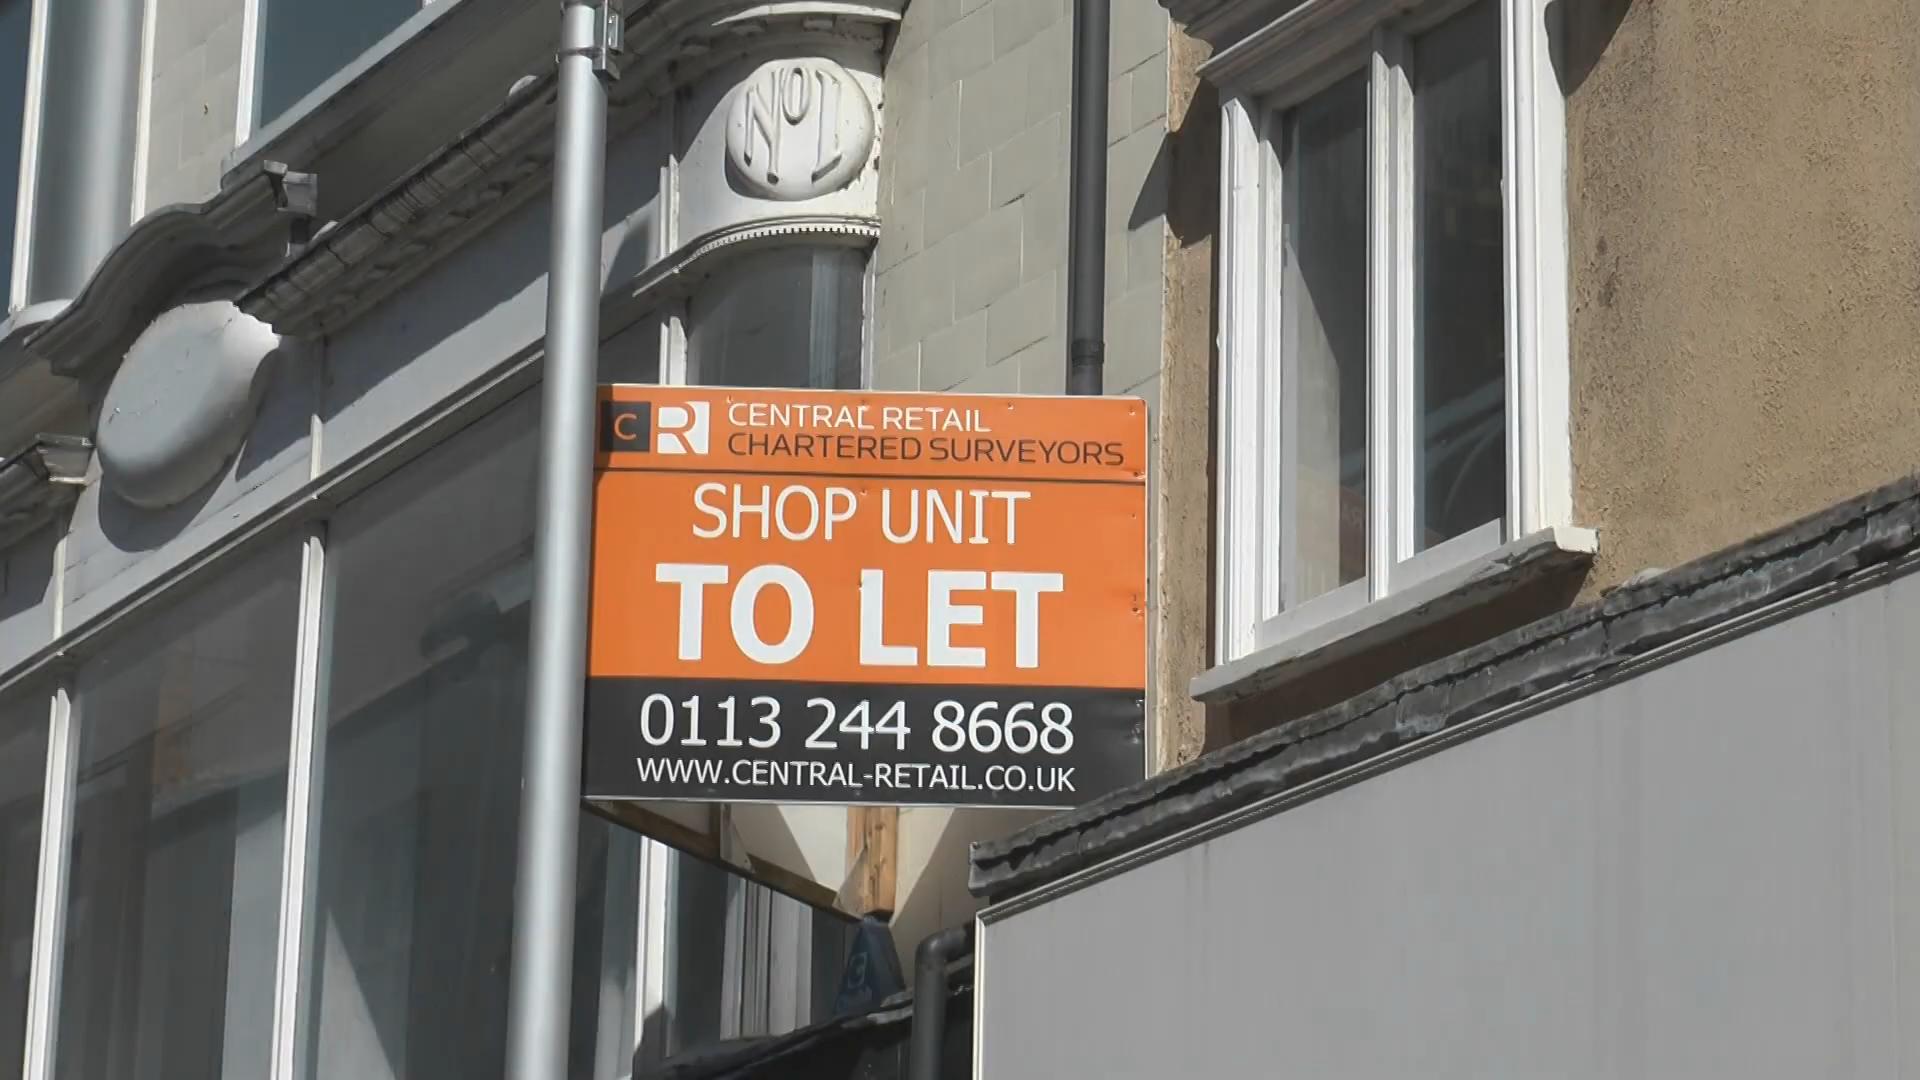 No1
CR
CENTRAL RETAIL
CHARTERED SURVEYORS
SHOP UNIT
TO LET
0113 244 8668
WWW.CENTRAL-RETAIL.CO.UK